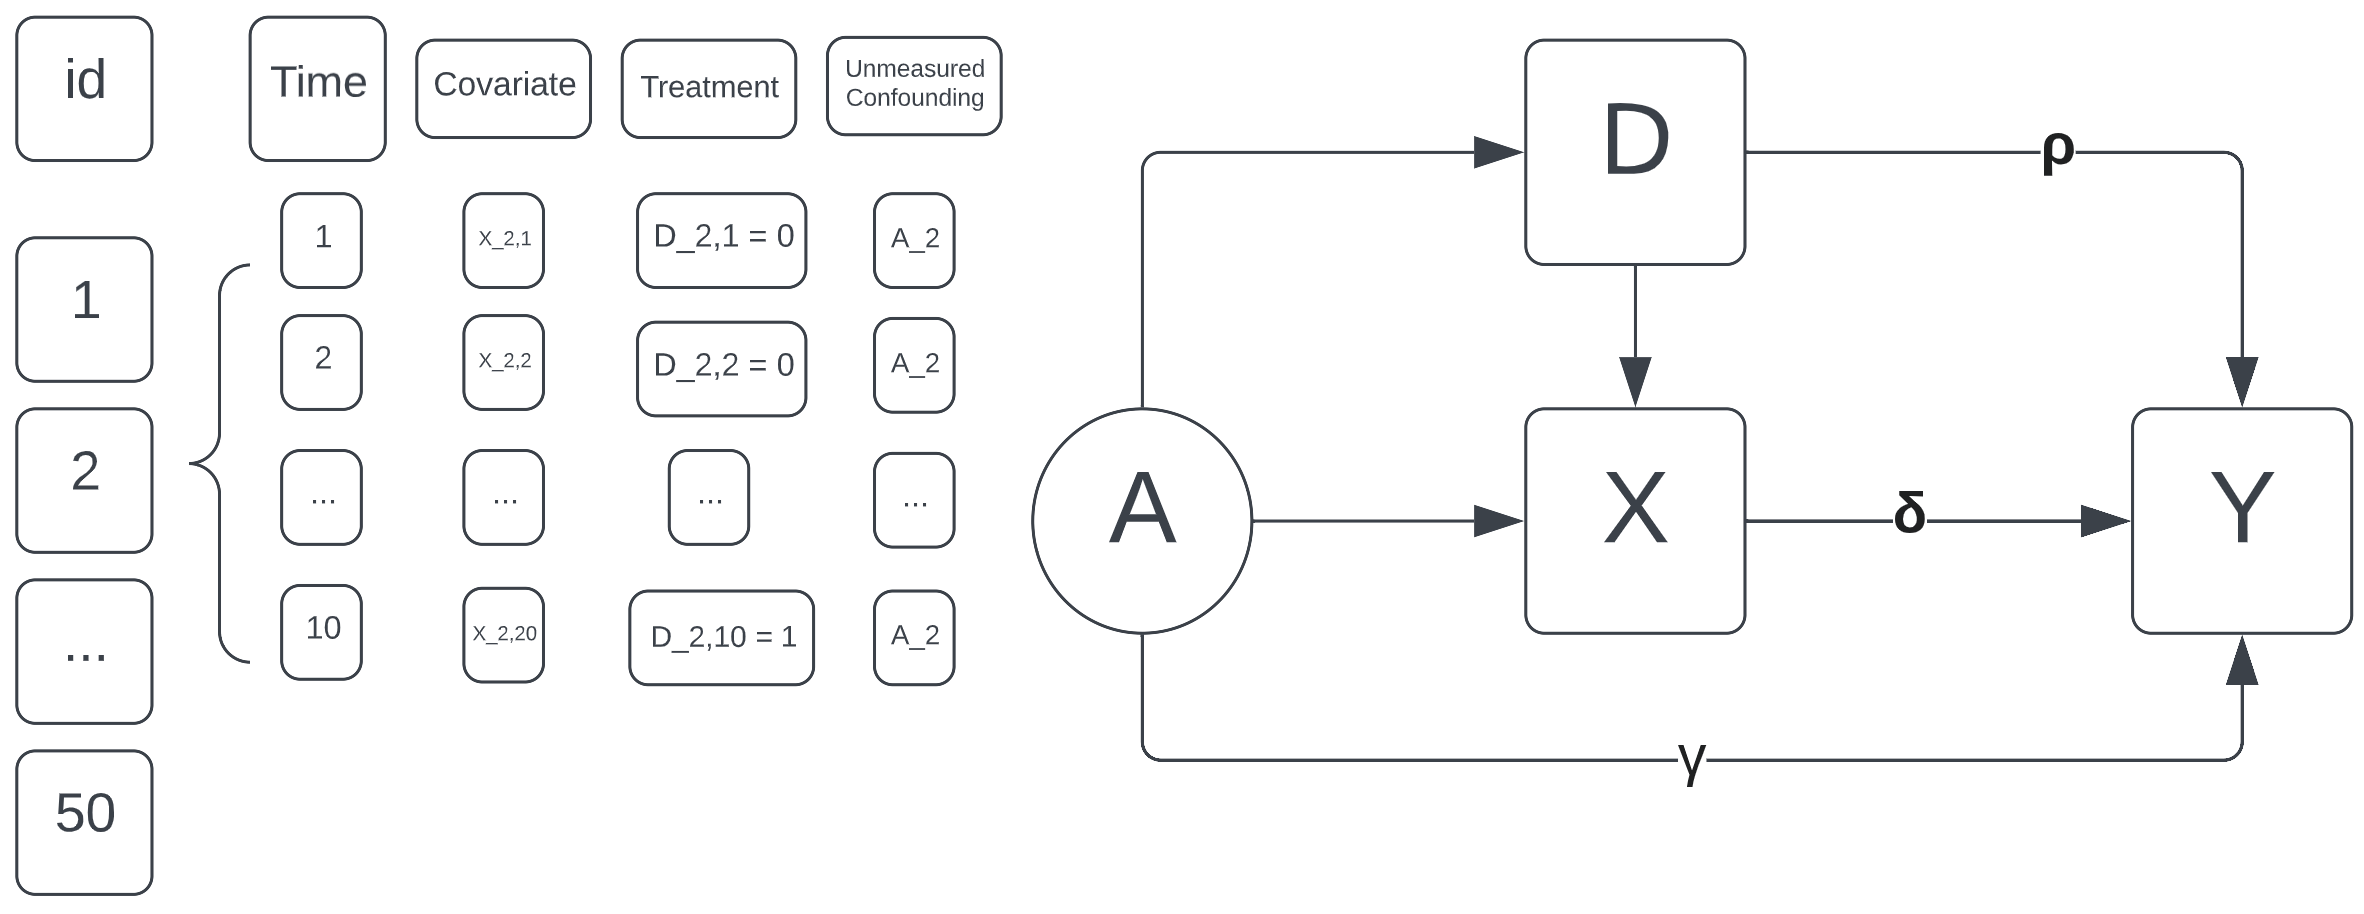 id
Time
Covariate
Treatment
Unmeasured
Confounding
1
2
...
50
1
X_2,1
D_2,1 = 0
A_2
2
X_2,2
D_2,2 = 0
A_2
...
...
...
...
10
X_2,20
D_2,10 = 1
A_2
D
ρ
A
X
δ
Y
γ